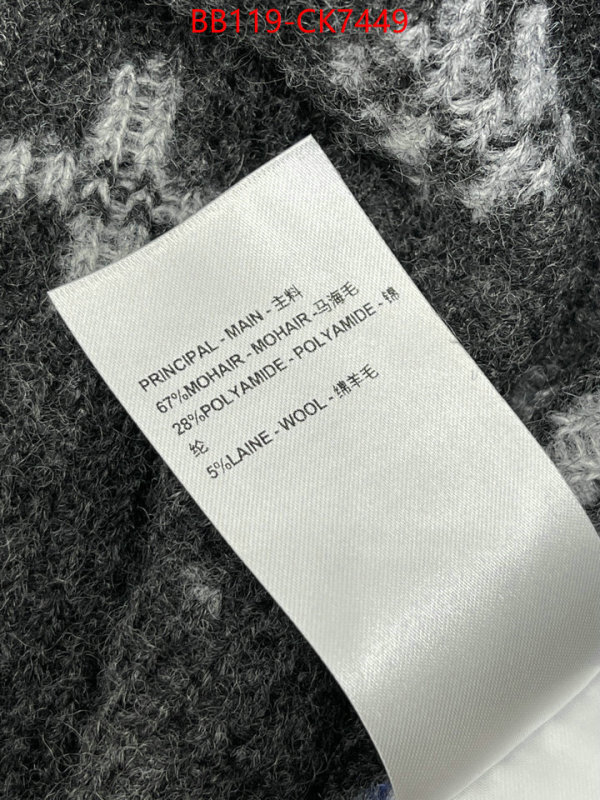 BB119-CK7449
PRINCIPAL - MAIN - 主料
67%MOHAIR - MOHAIR -马海毛
28%POLYAMIDE - POLYAMIDE - 锦
纶
5%LAINE - WOOL - 绵羊毛